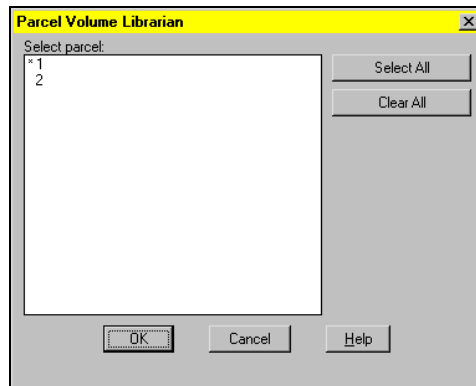 Parcel Volume Librarian
Select parcel:
* 1
2
Select All
Clear All
OK Cancel Help